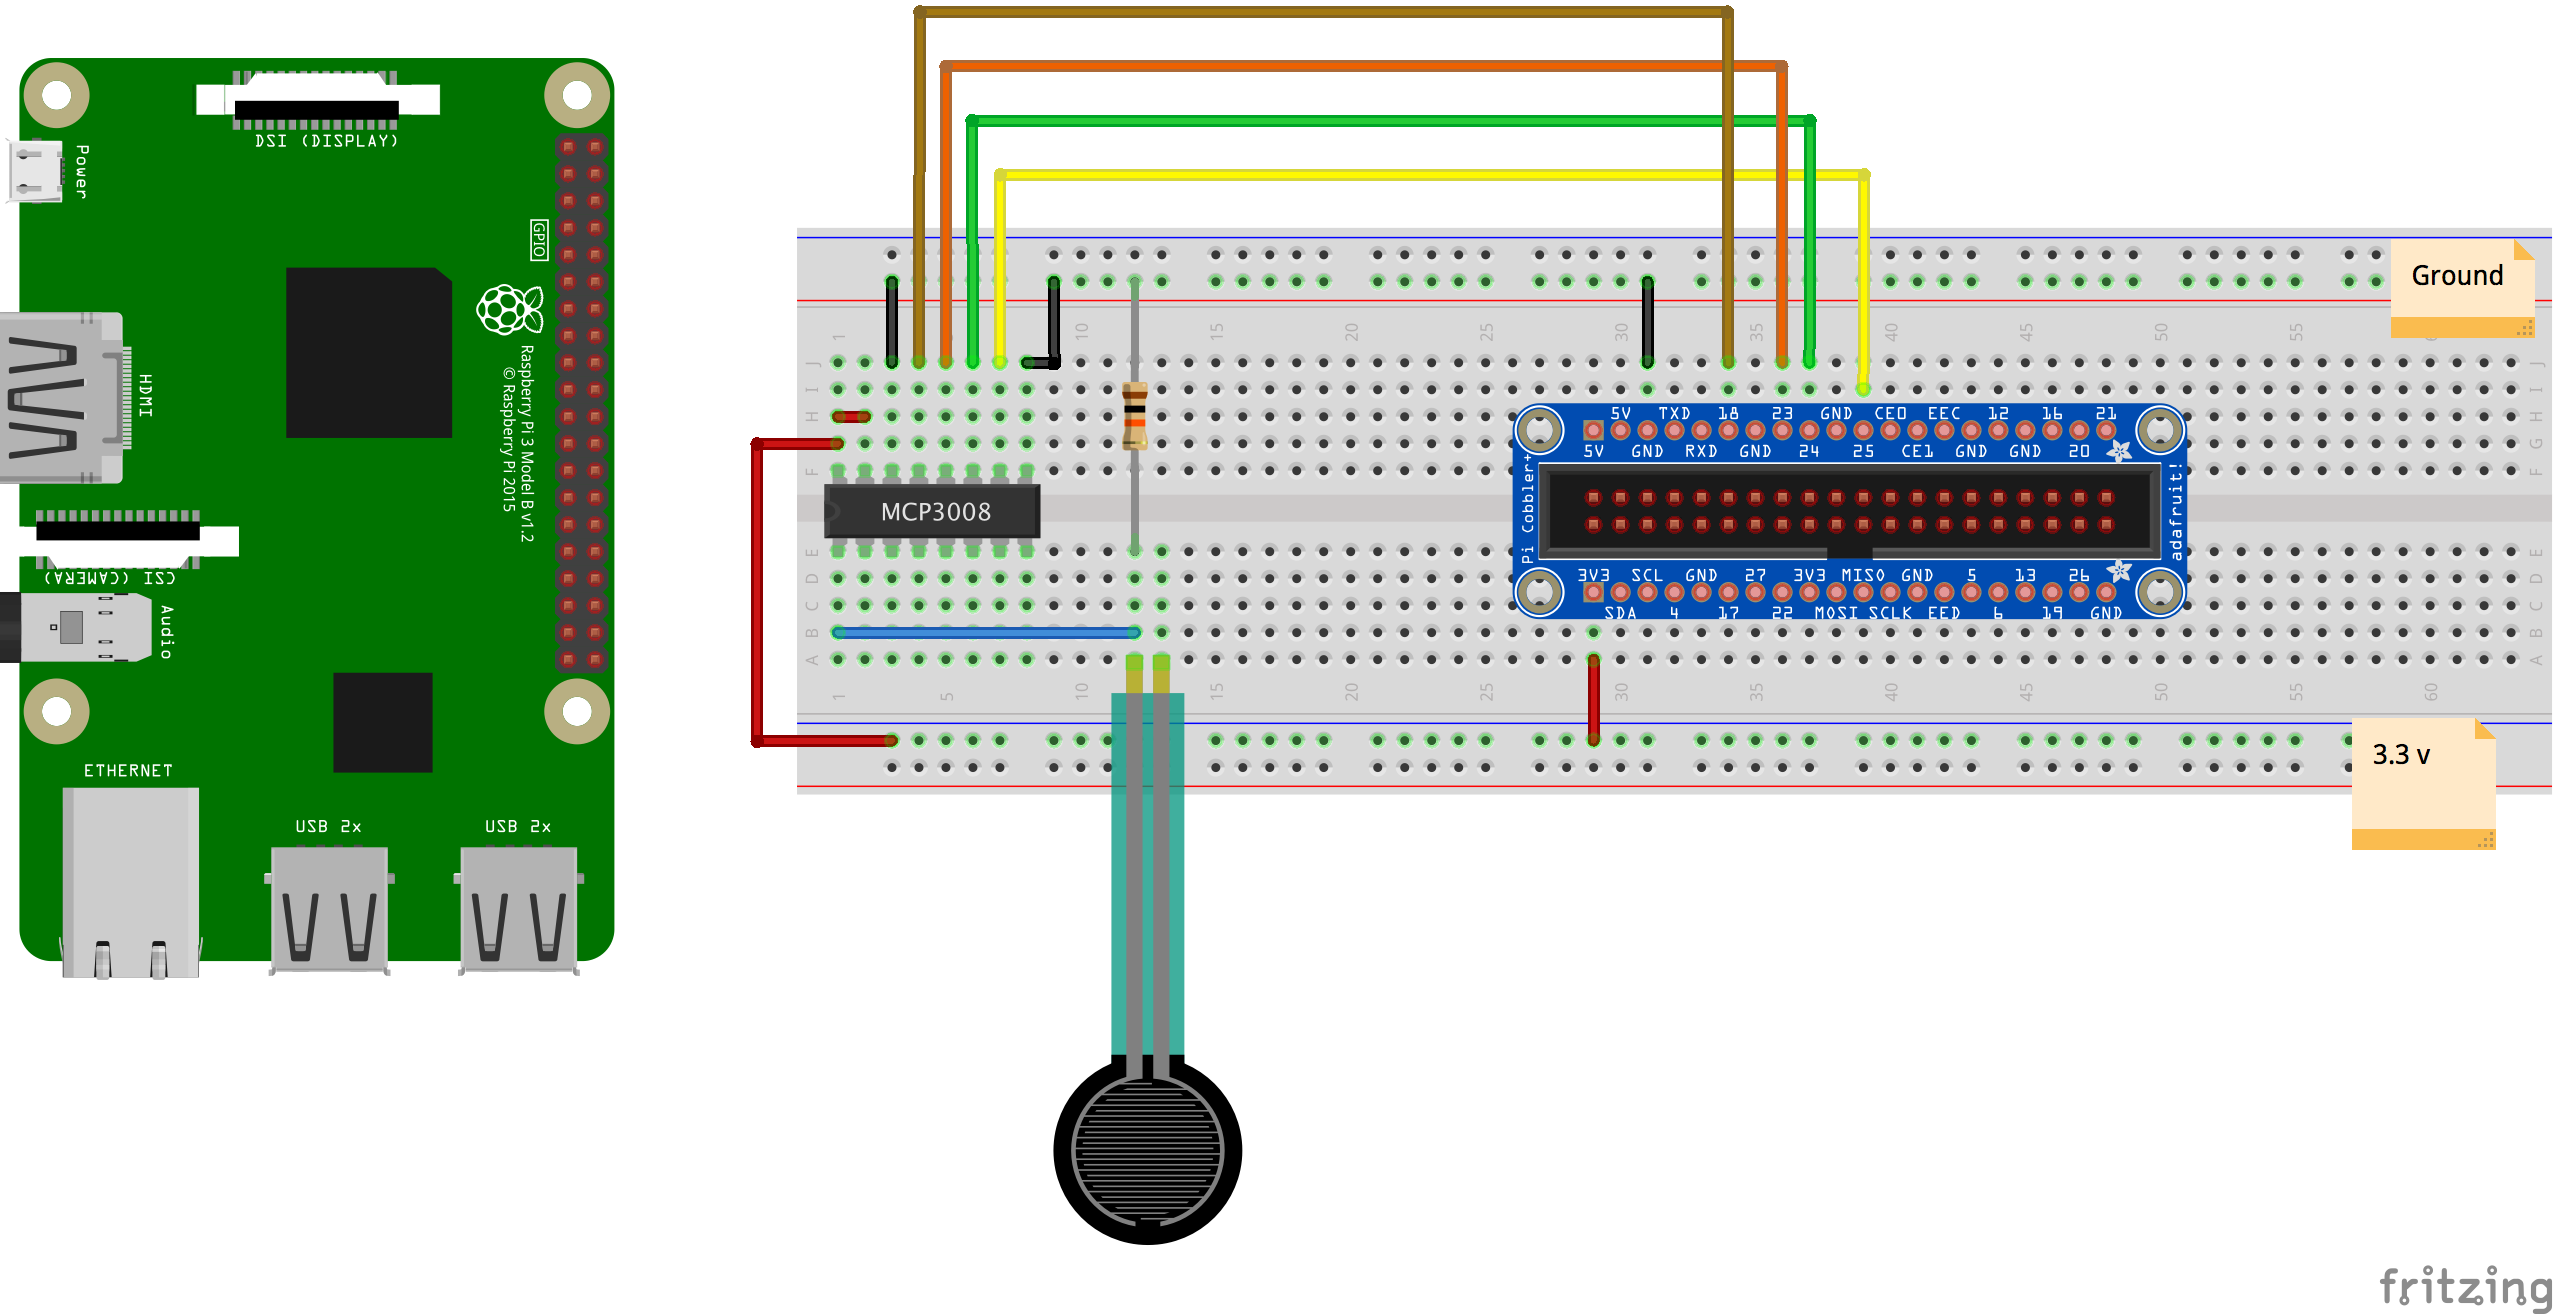 DSI (DISPLAY)
Power
GPIO
Raspberry Pi 3 Model B v1.2
© Raspberry Pi 2015
HDMI
CSI (CAMERA)
Audio
ETHERNET
USB 2x
USB 2x
Ground
1 10 15 20 25 30 35 40 45 50 55
J J
I I
H H
G
F F
MCP3008
E E
D D
C C
B B
A A
1 5 10 15 20 25 30 35 40 45 50 55 60
5V TXD 18 23 GND CE0 EEC 12 16 21
5V GND RXD GND 24 25 CE1 GND GND 20
Pi Cobbler+
adafruit!
3V3 SCL GND 27 3V3 MISO GND 5 13 26
SDA 4 17 22 MOSI SCLK EED 6 19 GND
3.3 v
fritzing